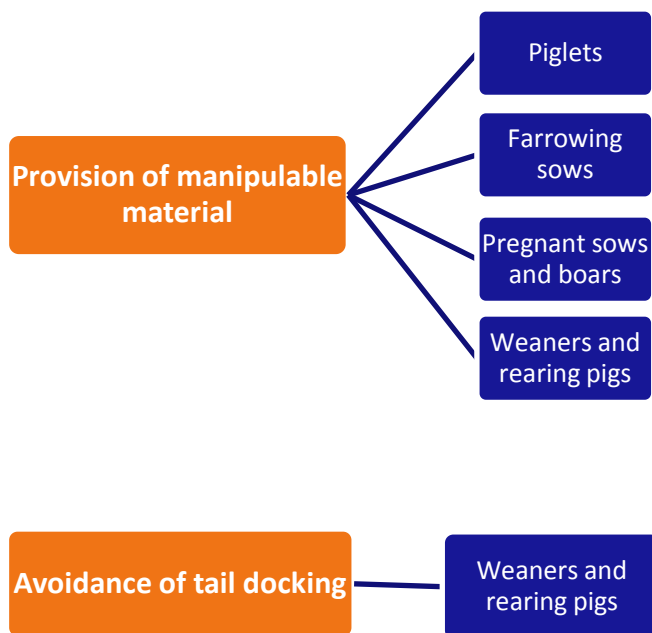 Provision of manipulable
material
Piglets
Farrowing
sows
Pregnant sows
and boars
Weaners and
rearing pigs
Avoidance of tail docking
Weaners and
rearing pigs